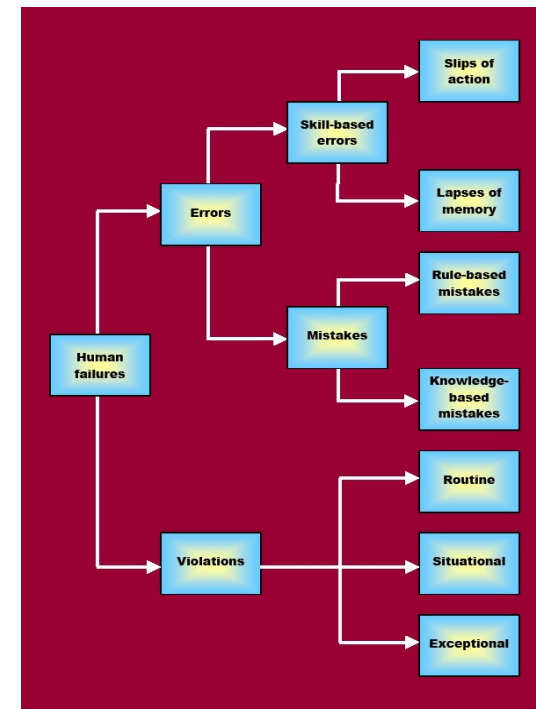 Slips of
action
Skill-based
errors
Lapses of
memory
Errors
Rule-based
mistakes
Mistakes
Human
failures
Knowledge-
based
mistakes
Routine
Violations
Situational
Exceptional